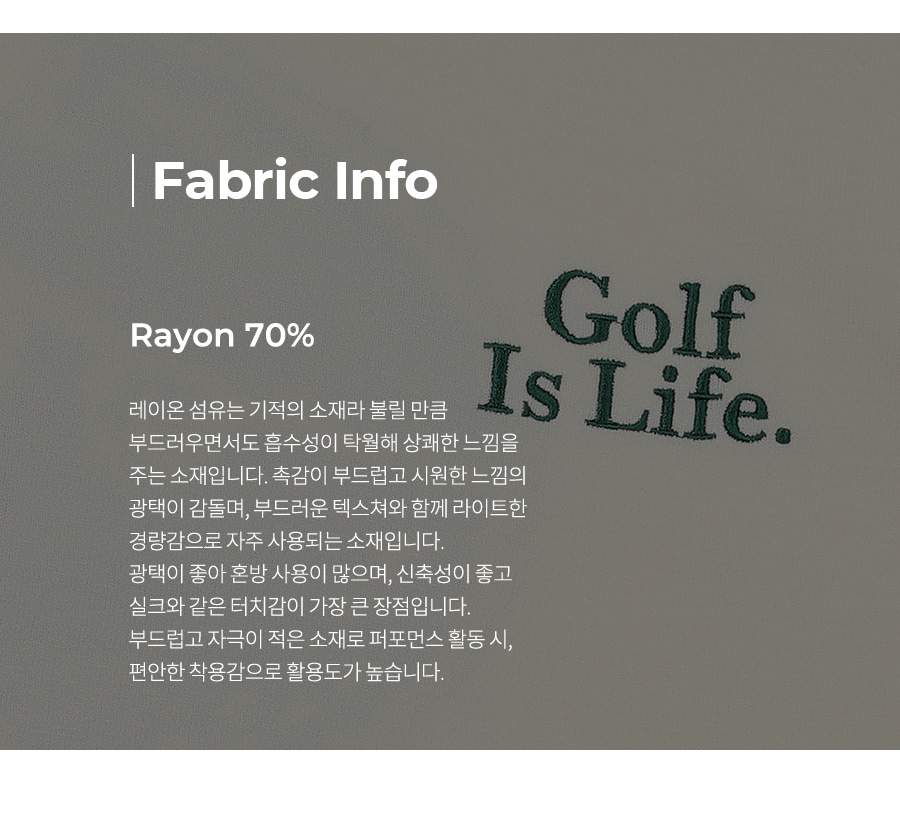 Fabric Info
Golf
Is Life.
Rayon 70%
레이온 섬유는 기적의 소재라 불릴 만큼
부드러우면서도 흡수성이 탁월해 상쾌한 느낌을
주는 소재입니다. 촉감이 부드럽고 시원한 느낌의
광택이 감돌며, 부드러운 텍스쳐와 함께 라이트한
경량감으로 자주 사용되는 소재입니다.
광택이 좋아 혼방 사용이 많으며, 신축성이 좋고
실크와 같은 터치감이 가장 큰 장점입니다.
부드럽고 자극이 적은 소재로 퍼포먼스 활동 시,
편안한 착용감으로 활용도가 높습니다.